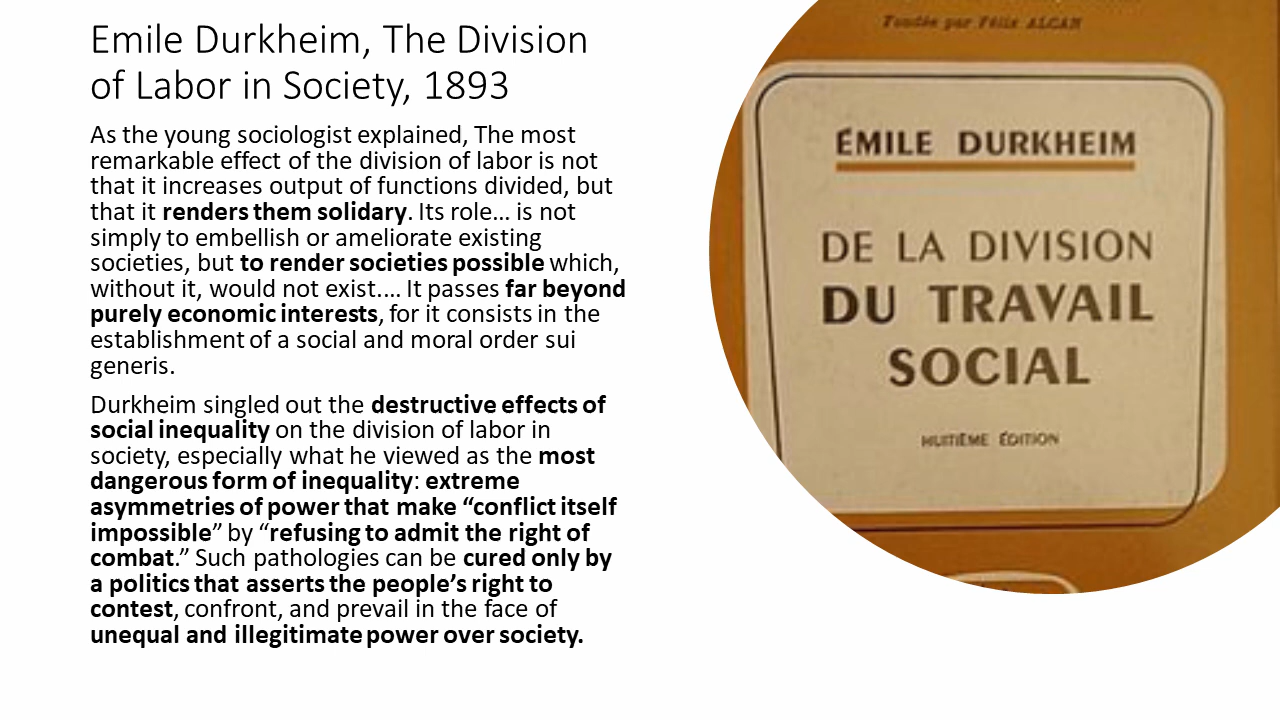 Emile Durkheim, The Division
of Labor in Society, 1893
As the young sociologist explained, The most
remarkable effect of the division of labor is not
that it increases output of functions divided, but
that it renders them solidary. Its role... is not
simply to embellish or ameliorate existing
societies, but to render societies possible which,
without it, would not exist.... It passes far beyond
purely economic interests, for it consists in the
establishment of a social and moral order sui
generis.
Durkheim singled out the destructive effects of
social inequality on the division of labor in
society, especially what he viewed as the most
dangerous form of inequality: extreme
asymmetries of power that make “conflict itself
impossible” by “refusing to admit the right of
combat.” Such pathologies can be cured only by
a politics that asserts the people’s right to
contest, confront, and prevail in the face of
unequal and illegitimate power over society.
Fondée par Félix ALCAN
ÉMILE DURKHEIM
DE LA DIVISION
DU TRAVAIL
SOCIAL
HUITIÈME ÉDITION